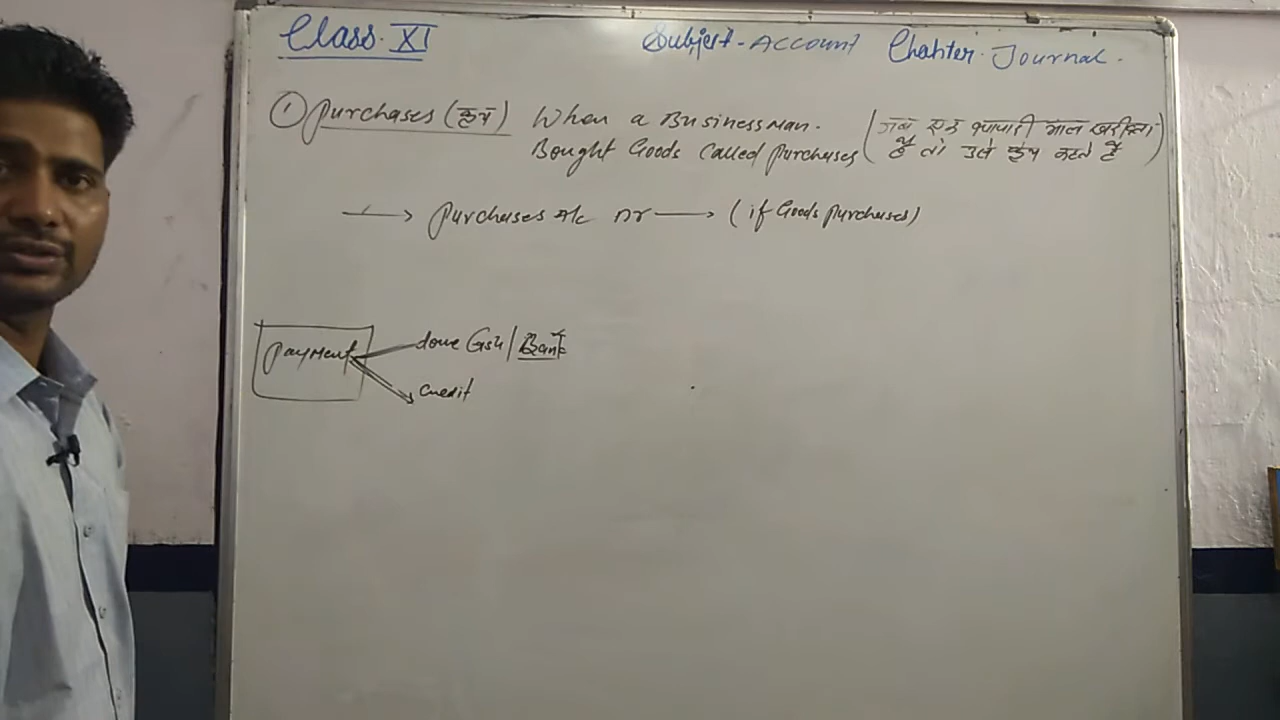 Class. XI
Subject - Account Chapter. Journal.
① Purchases (क्रय) When a Businessman.
Bought Goods Called Purchases
(जब एक व्यापारी माल खरीदता
है तो उसे क्रय कहते है)
→ Purchases A/c Dr → (if Goods Purchases)
Payment
done Cash / Bank
Credit